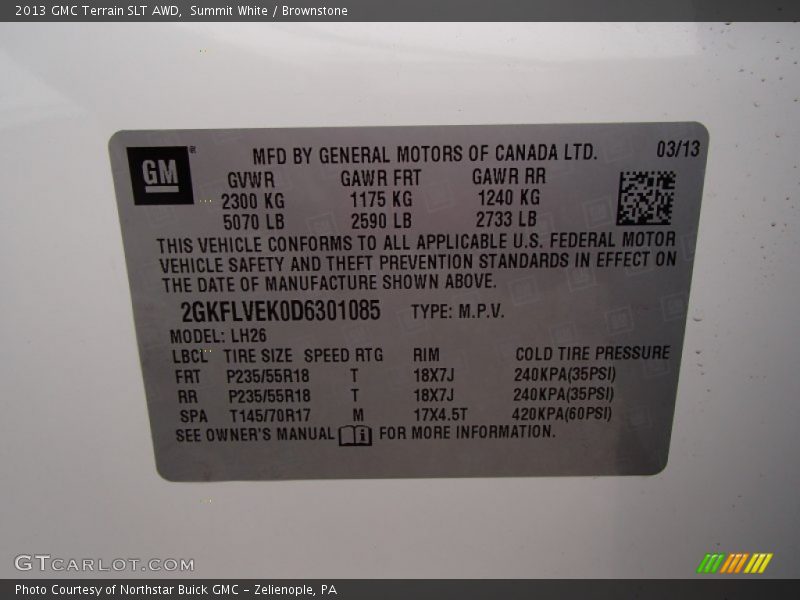 2013 GMC Terrain SLT AWD, Summit White / Brownstone
GM ®
MFD BY GENERAL MOTORS OF CANADA LTD. 03/13
GVWR GAWR FRT GAWR RR
2300 KG 1175 KG 1240 KG
5070 LB 2590 LB 2733 LB
THIS VEHICLE CONFORMS TO ALL APPLICABLE U.S. FEDERAL MOTOR
VEHICLE SAFETY AND THEFT PREVENTION STANDARDS IN EFFECT ON
THE DATE OF MANUFACTURE SHOWN ABOVE.
2GKFLVEK0D6301085 TYPE: M.P.V.
MODEL: LH26
LBCL TIRE SIZE SPEED RTG RIM COLD TIRE PRESSURE
FRT P235/55R18 T 18X7J 240KPA(35PSI)
RR P235/55R18 T 18X7J 240KPA(35PSI)
SPA T145/70R17 M 17X4.5T 420KPA(60PSI)
SEE OWNER'S MANUAL i FOR MORE INFORMATION.
GTCARLOT.COM
Photo Courtesy of Northstar Buick GMC - Zelienople, PA